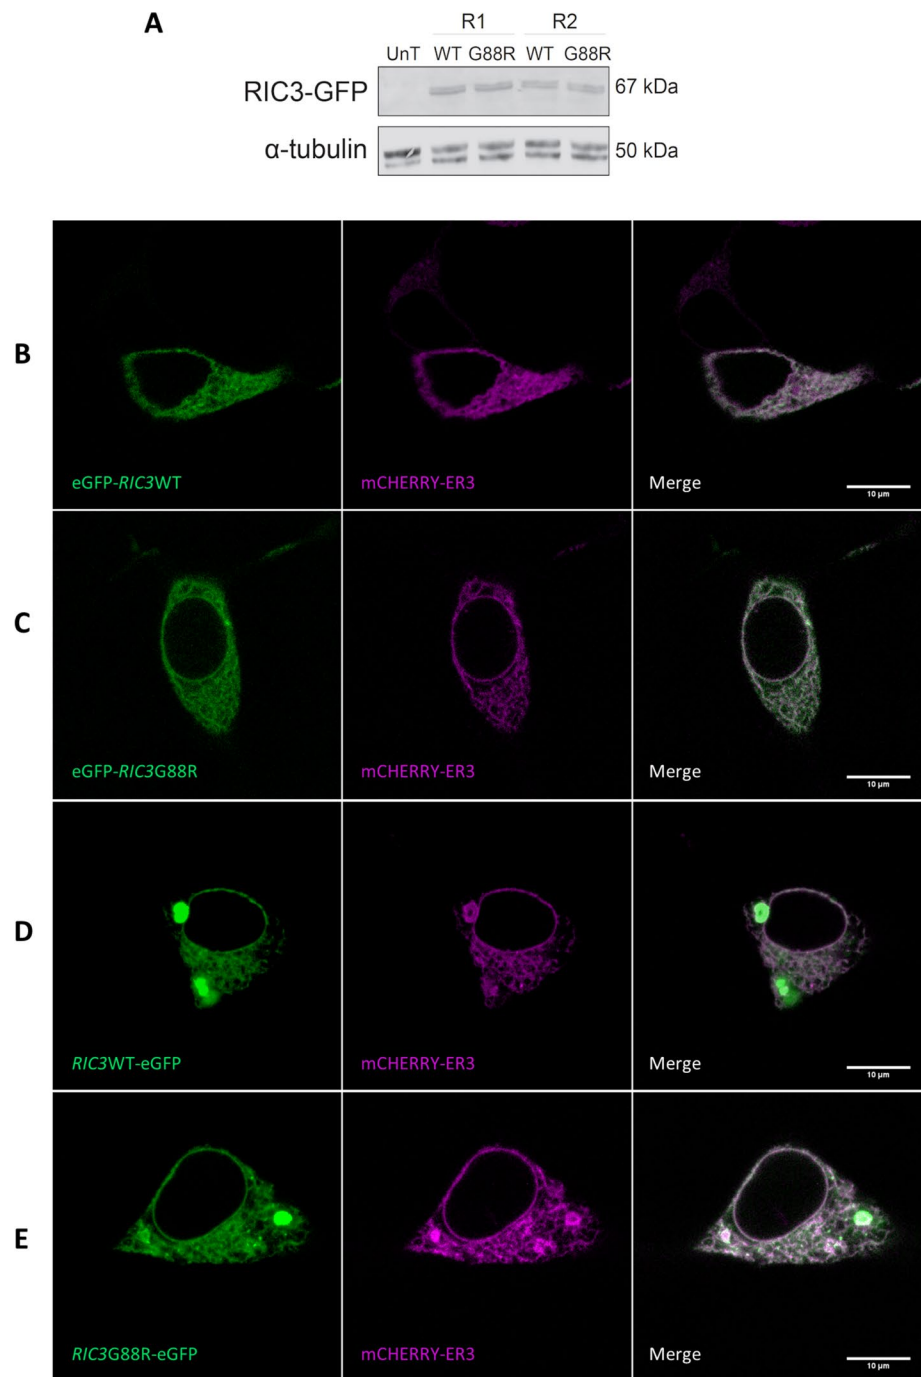 A
R1 R2
UnT WT G88R WT G88R
RIC3-GFP 67 kDa
α-tubulin 50 kDa
B
eGFP-RIC3WT mCHERRY-ER3 Merge 10 µm
C
eGFP-RIC3G88R mCHERRY-ER3 Merge 10 µm
D
RIC3WT-eGFP mCHERRY-ER3 Merge 10 µm
E
RIC3G88R-eGFP mCHERRY-ER3 Merge 10 µm